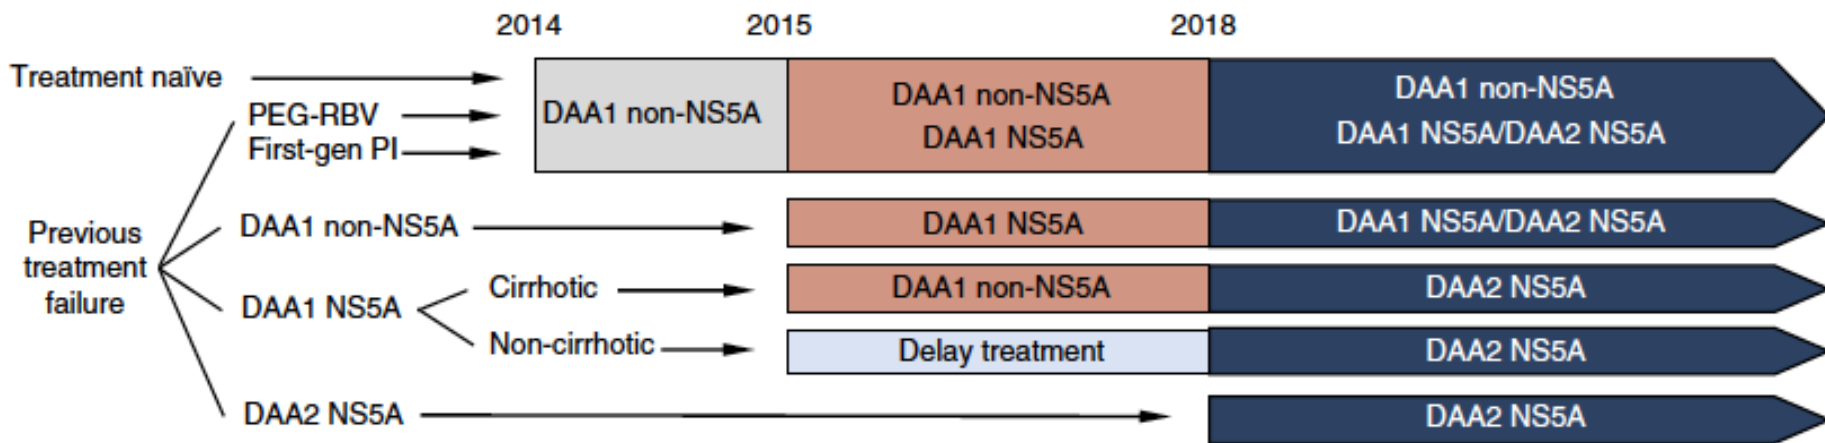 2014 2015 2018
Treatment naïve
PEG-RBV
First-gen PI
DAA1 non-NS5A
DAA1 non-NS5A
DAA1 NS5A
DAA1 non-NS5A
DAA1 NS5A/DAA2 NS5A
Previous
treatment
failure
DAA1 non-NS5A
DAA1 NS5A
DAA1 NS5A/DAA2 NS5A
DAA1 NS5A
Cirrhotic
DAA1 non-NS5A
DAA2 NS5A
Non-cirrhotic
Delay treatment
DAA2 NS5A
DAA2 NS5A
DAA2 NS5A